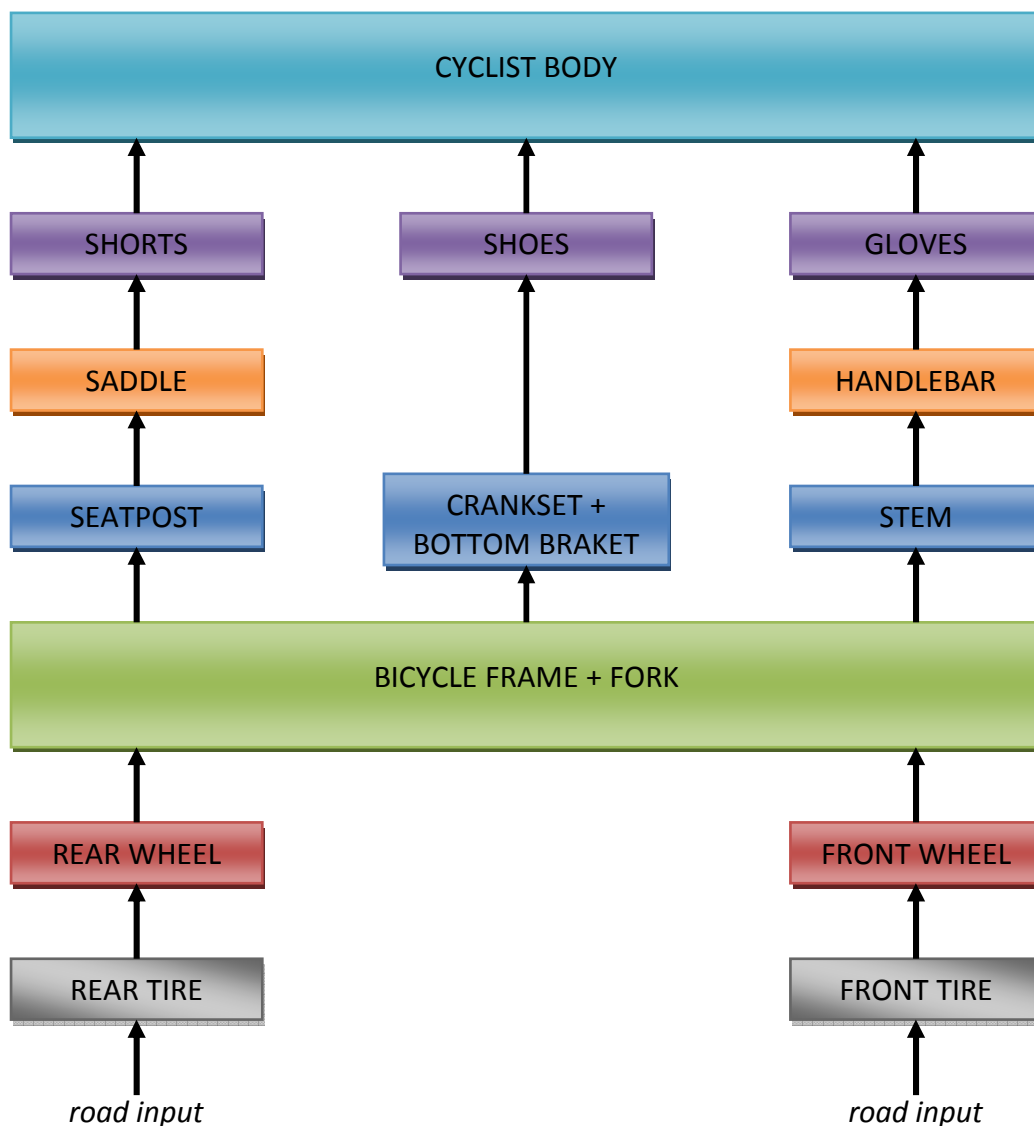 CYCLIST BODY
SHORTS
SHOES
GLOVES
SADDLE
HANDLEBAR
SEATPOST
CRANKSET +
BOTTOM BRAKET
STEM
BICYCLE FRAME + FORK
REAR WHEEL
FRONT WHEEL
REAR TIRE
FRONT TIRE
road input
road input